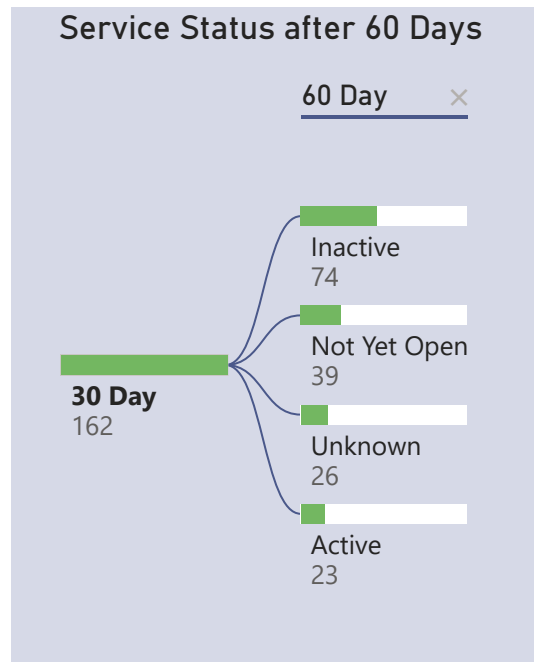 Service Status after 60 Days
60 Day
Inactive
74
Not Yet Open
39
30 Day
162
Unknown
26
Active
23